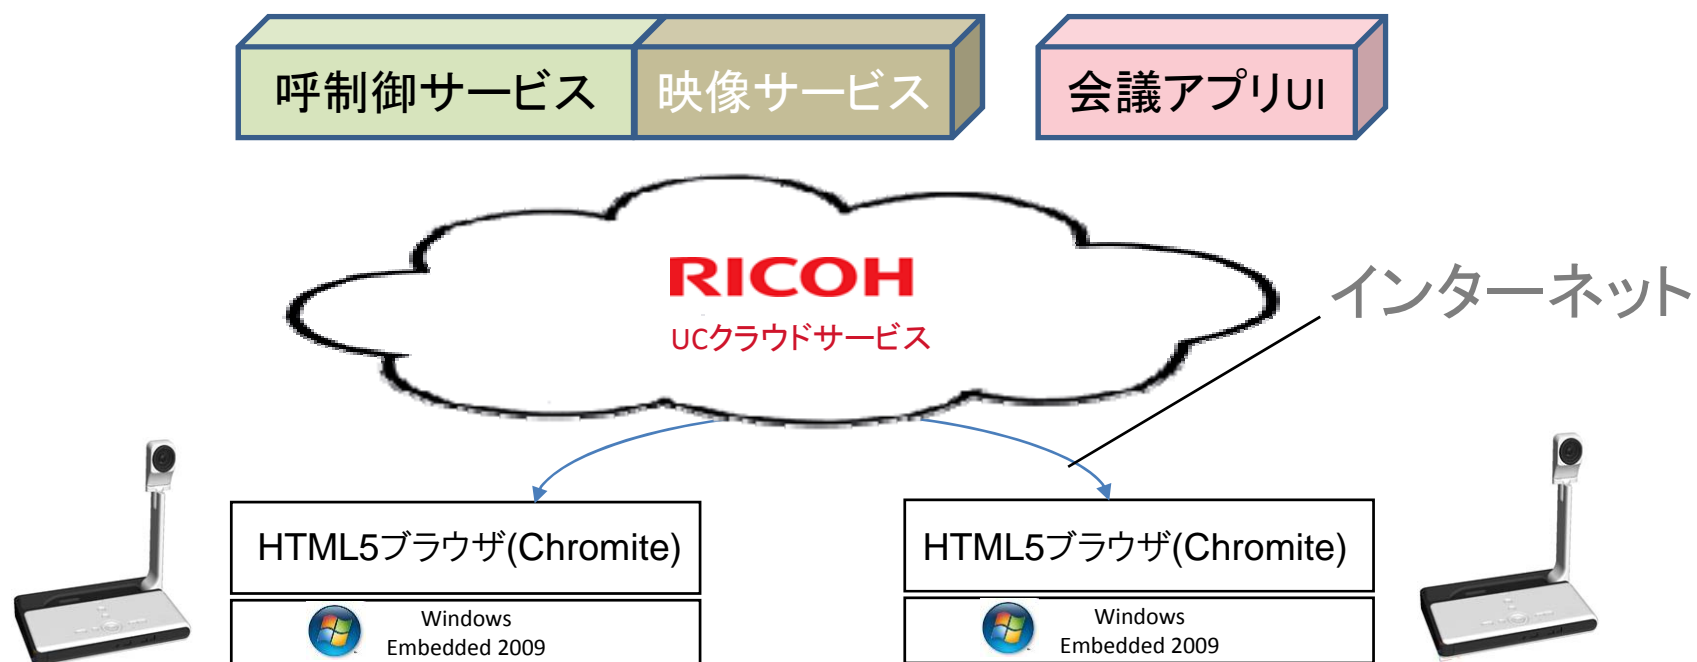 呼制御サービス
映像サービス
会議アプリUI
RICOH
UCクラウドサービス
インターネット
HTML5ブラウザ(Chromite)
HTML5ブラウザ(Chromite)
Windows
Embedded 2009
Windows
Embedded 2009